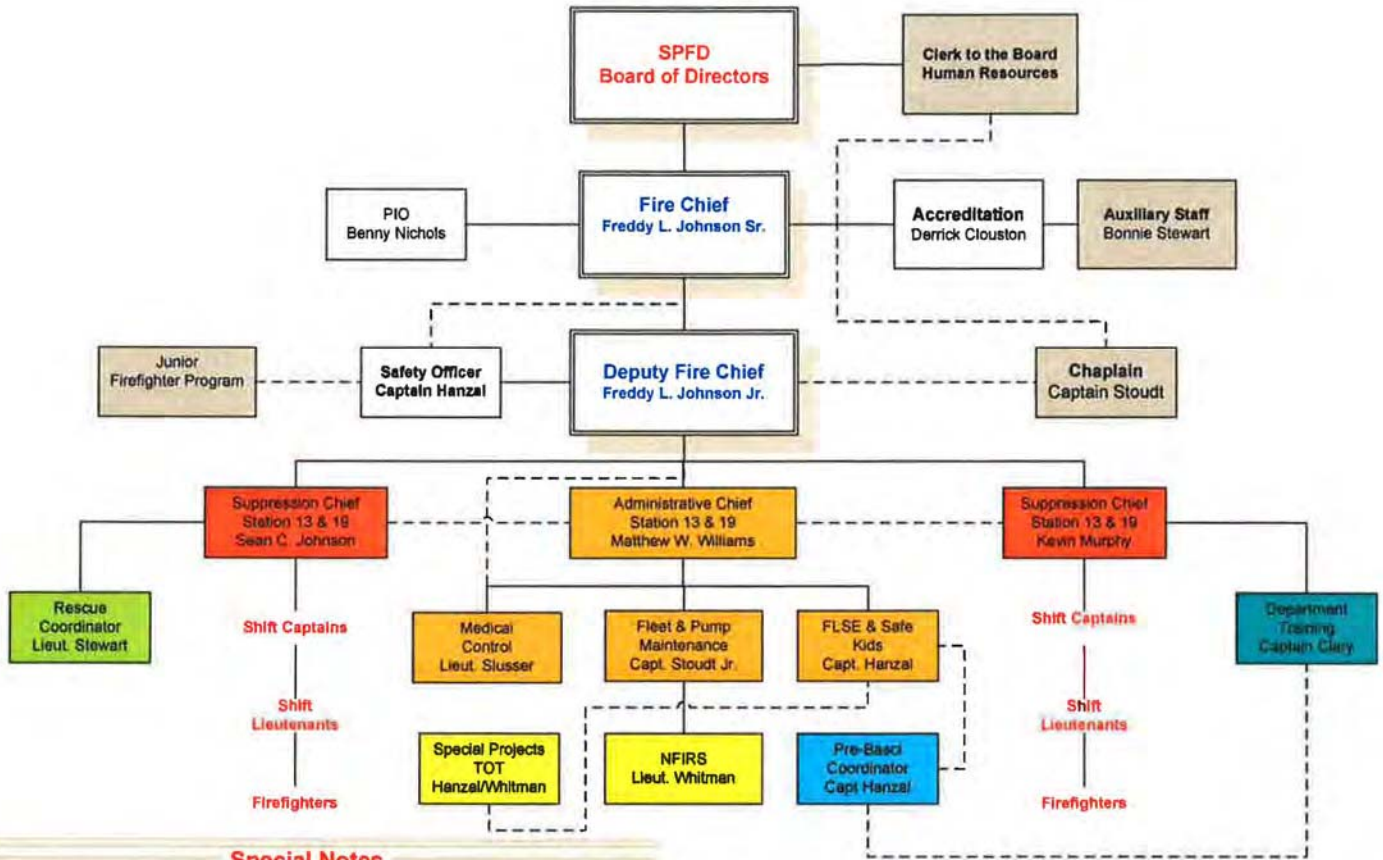 SPFD
Board of Directors
Clerk to the Board
Human Resources
PIO
Benny Nichols
Fire Chief
Freddy L. Johnson Sr.
Accreditation
Derrick Clouston
Auxiliary Staff
Bonnie Stewart
Junior
Firefighter Program
Safety Officer
Captain Hanzal
Deputy Fire Chief
Freddy L. Johnson Jr.
Chaplain
Captain Stoudt
Suppression Chief
Station 13 & 19
Sean C. Johnson
Administrative Chief
Station 13 & 19
Matthew W. Williams
Suppression Chief
Station 13 & 19
Kevin Murphy
Rescue
Coordinator
Lieut. Stewart
Shift Captains
Medical
Control
Lieut. Slusser
Fleet & Pump
Maintenance
Capt. Stoudt Jr.
FLSE & Safe
Kids
Capt. Hanzal
Shift Captains
Department
Training
Captain Clary
Shift
Lieutenants
Shift
Lieutenants
Special Projects
TOT
Hanzal/Whitman
NFIRS
Lieut. Whitman
Pre-Basci
Coordinator
Capt Hanzal
Firefighters
Firefighters
Special Notes